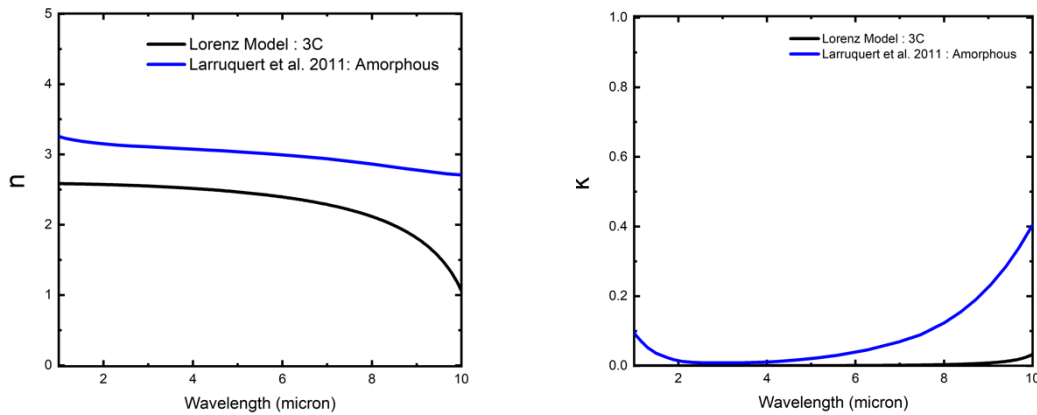 5
4
3
2
1
0
n
Lorenz Model : 3C
Larruquert et al. 2011: Amorphous
2
4
6
8
10
Wavelength (micron)
1.0
0.8
0.6
0.4
0.2
0.0
κ
Lorenz Model : 3C
Larruquert et al. 2011 : Amorphous
2
4
6
8
10
Wavelength (micron)